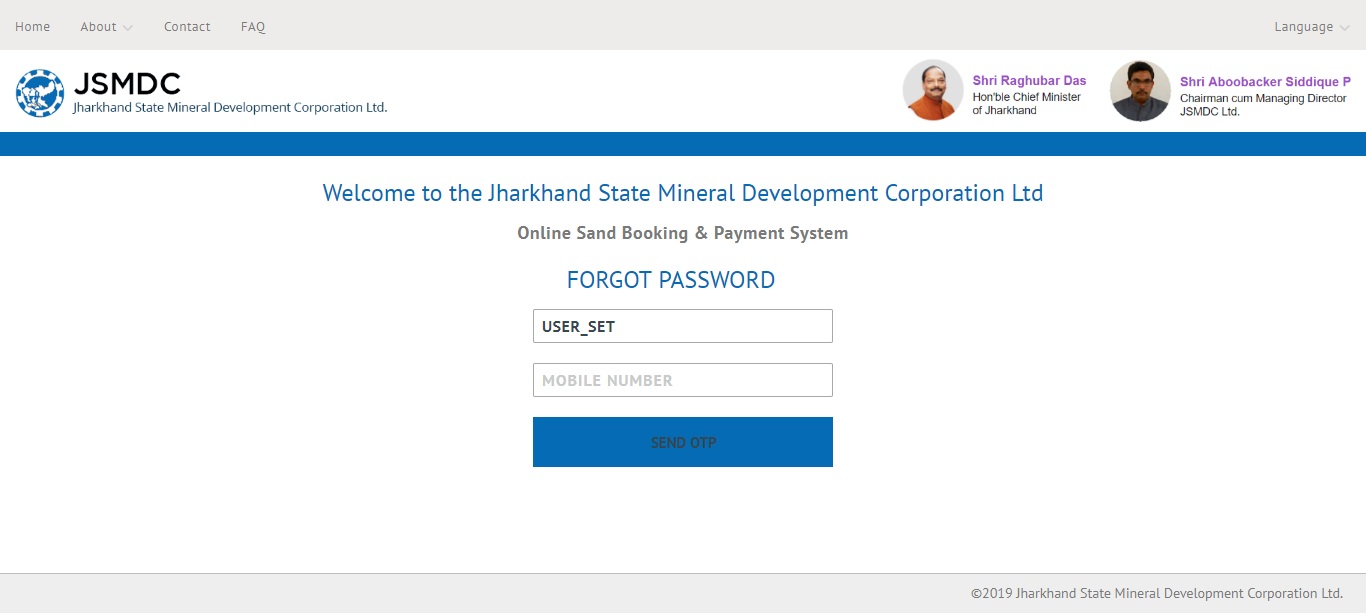 Home About Contact FAQ Language
JSMDC
Jharkhand State Mineral Development Corporation Ltd.
Shri Raghubar Das
Hon'ble Chief Minister
of Jharkhand
Shri Aboobacker Siddique P
Chairman cum Managing Director
JSMDC Ltd.
Welcome to the Jharkhand State Mineral Development Corporation Ltd
Online Sand Booking & Payment System
FORGOT PASSWORD
USER_SET
MOBILE NUMBER
SEND OTP
©2019 Jharkhand State Mineral Development Corporation Ltd.